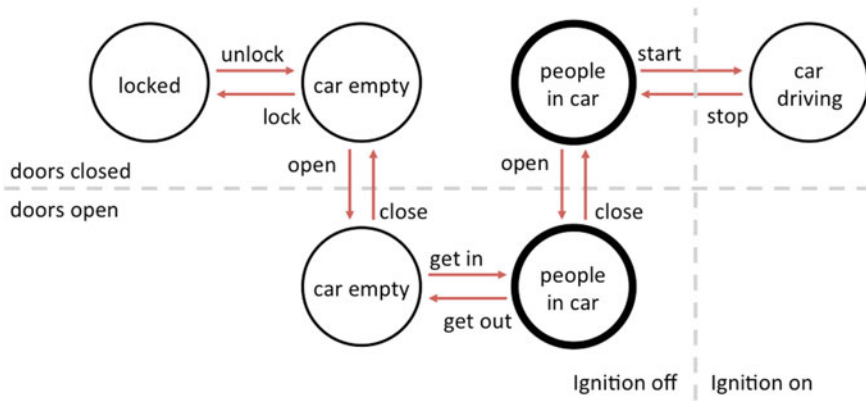 unlock
locked
car empty
lock
people
in car
start
car
driving
stop
doors closed
open
open
doors open
close
close
car empty
get in
get out
people
in car
Ignition off
Ignition on